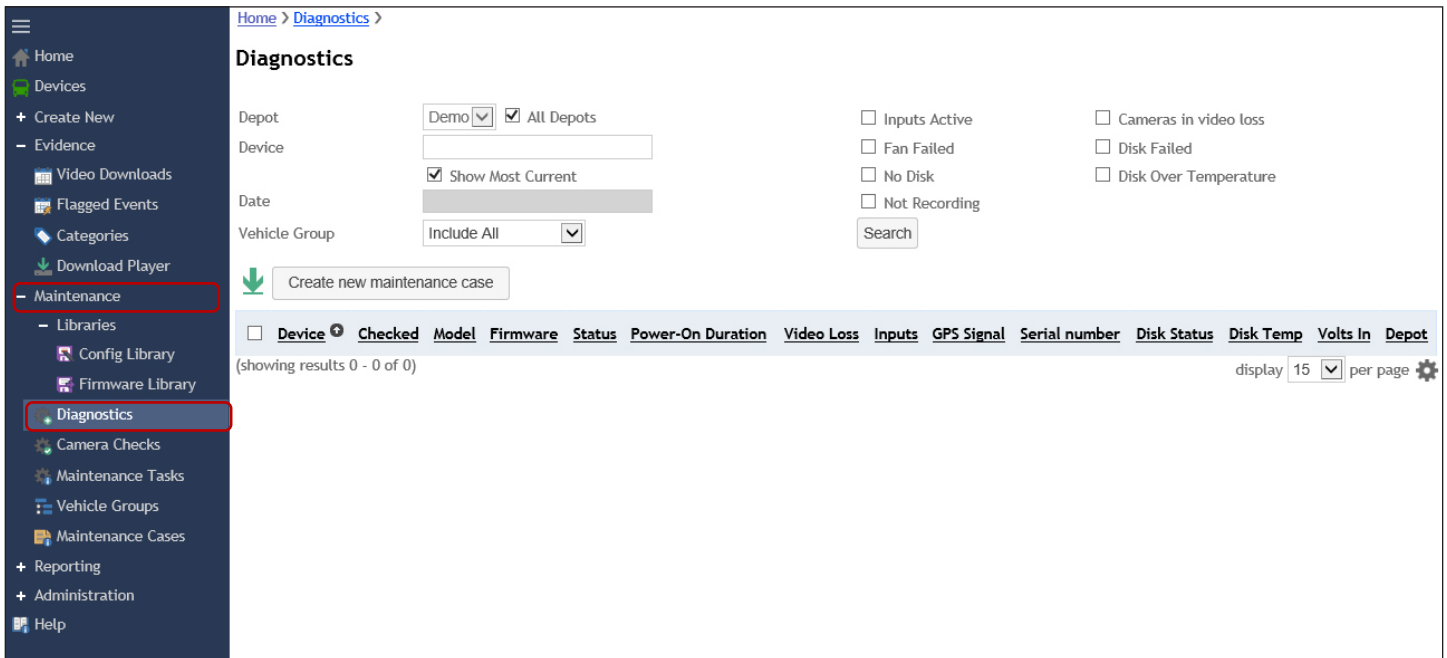 Home
Devices
+ Create New
– Evidence
Video Downloads
Flagged Events
Categories
Download Player
– Maintenance
– Libraries
Config Library
Firmware Library
Diagnostics
Camera Checks
Maintenance Tasks
Vehicle Groups
Maintenance Cases
+ Reporting
+ Administration
Help
Home > Diagnostics >
Diagnostics
Depot Demo All Depots
Device
Show Most Current
Date
Vehicle Group Include All
Inputs Active Cameras in video loss
Fan Failed Disk Failed
No Disk Disk Over Temperature
Not Recording
Search
Create new maintenance case
Device Checked Model Firmware Status Power-On Duration Video Loss Inputs GPS Signal Serial number Disk Status Disk Temp Volts In Depot
(showing results 0 - 0 of 0) display 15 per page